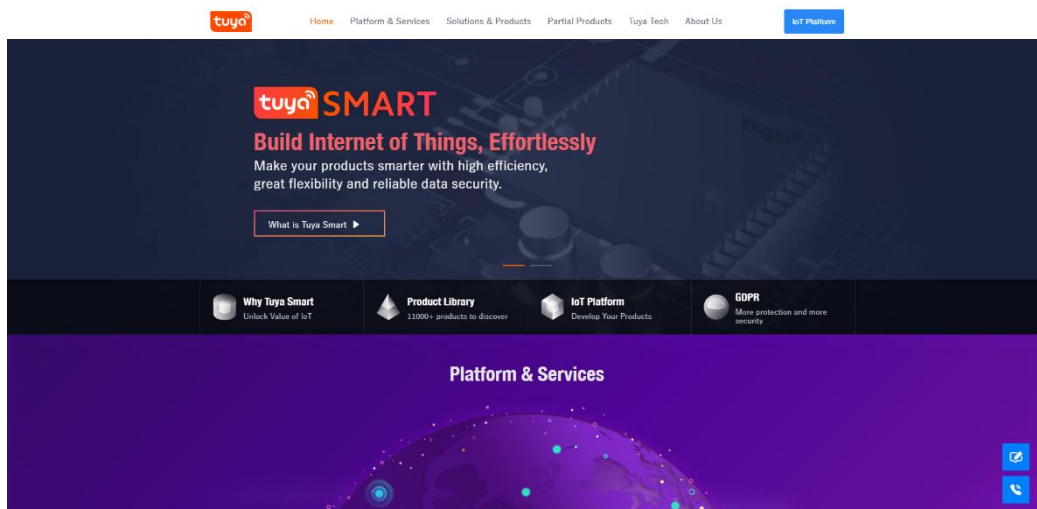 tuya
Home Platform & Services Solutions & Products Partial Products Tuya Tech About Us IoT Platform
tuya SMART
Build Internet of Things, Effortlessly
Make your products smarter with high efficiency,
great flexibility and reliable data security.
What is Tuya Smart
Why Tuya Smart
Unlock Value of IoT
Product Library
11000+ products to discover
IoT Platform
Develop Your Products
GDPR
More protection and more
security
Platform & Services